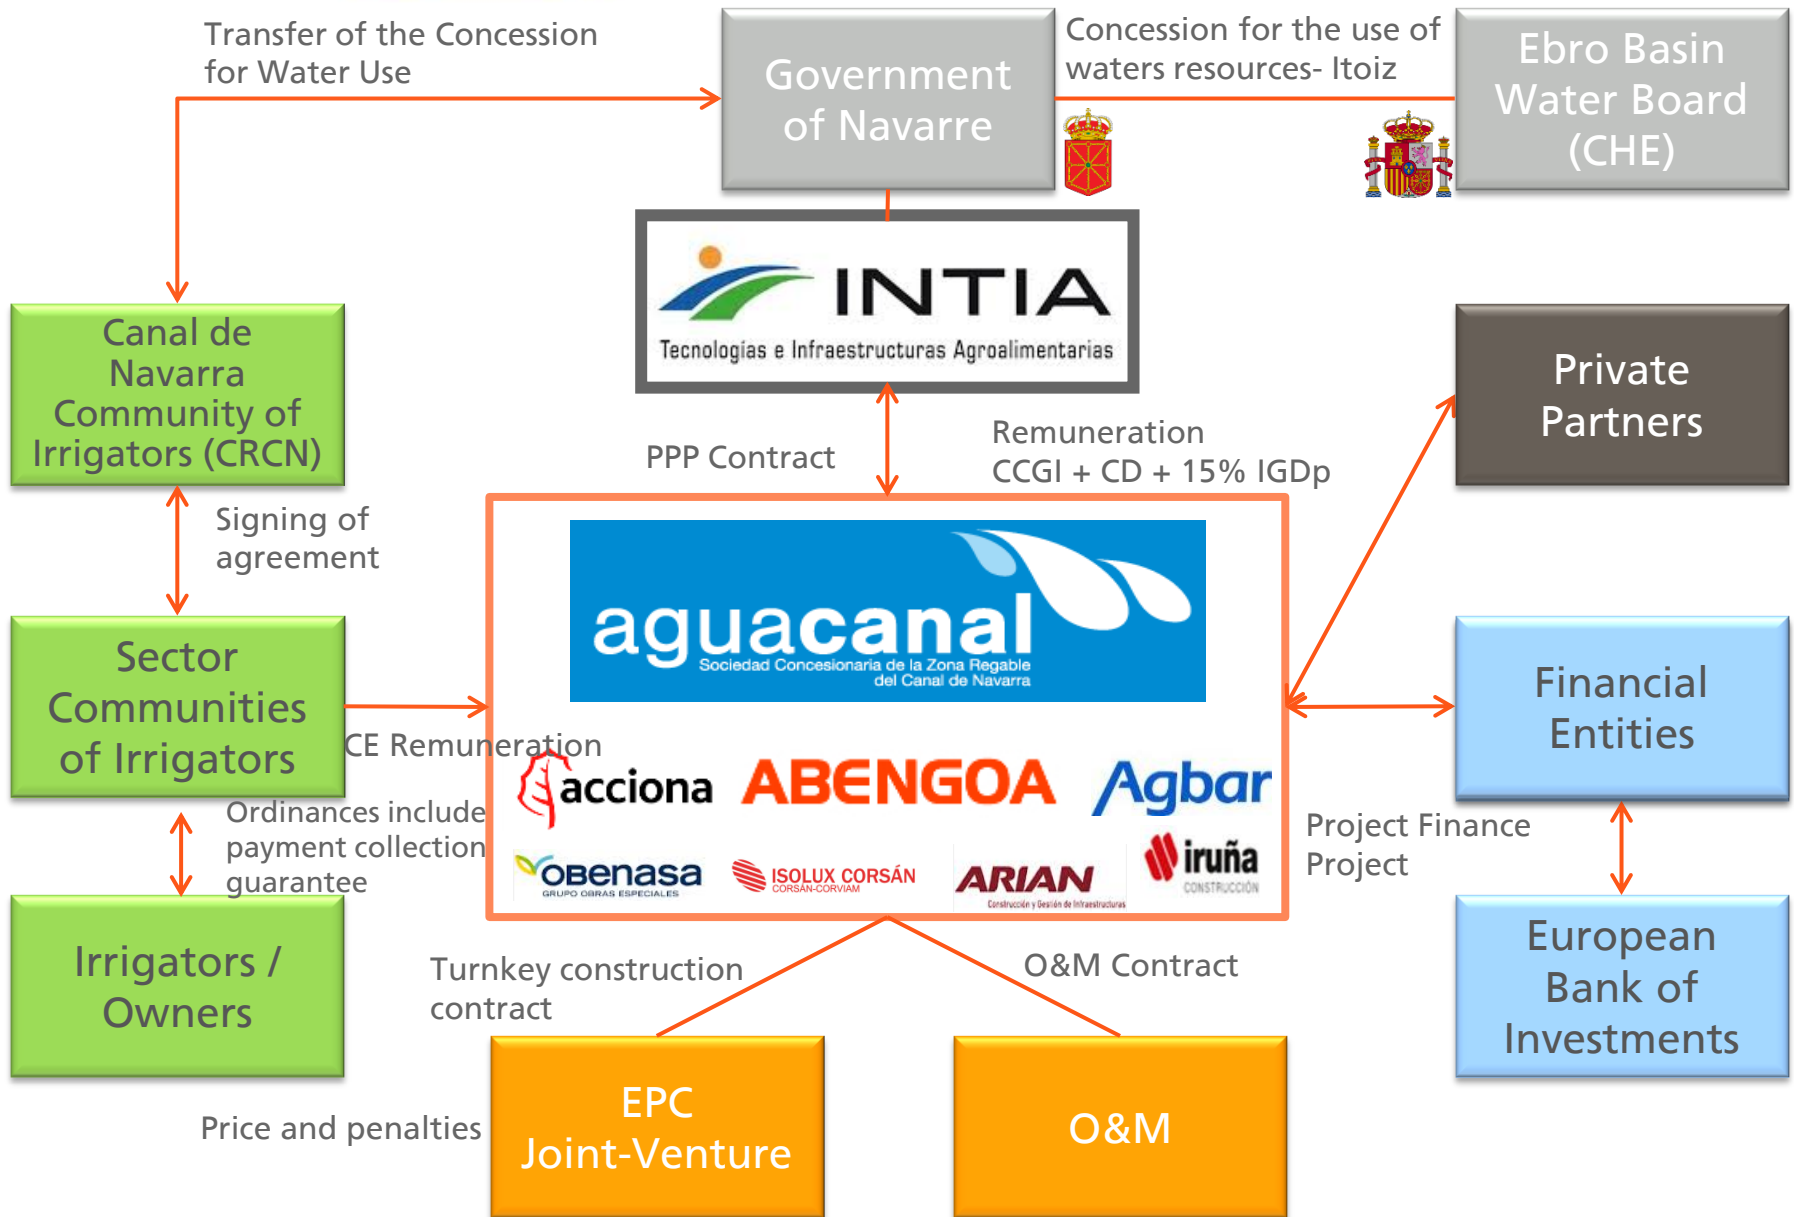 Transfer of the Concession
for Water Use
Government
of Navarre
Concession for the use of
waters resources- Itoiz
Ebro Basin
Water Board
(CHE)
INTIA
Tecnologías e Infraestructuras Agroalimentarias
Canal de
Navarra
Community of
Irrigators (CRCN)
Private
Partners
PPP Contract
Remuneration
CCGI + CD + 15% IGDp
Signing of
agreement
aguacanal
Sociedad Concesionaria de la Zona Regable
del Canal de Navarra
Sector
Communities
of Irrigators
CE Remuneration
Financial
Entities
acciona
ABENGOA
Agbar
Ordinances include
payment collection
guarantee
OBENASA
GRUPO OBRAS ESPECIALES
ISOLUX CORSÁN
CORSÁN-CORVIAM
ARIAN
Construcción y Gestión de Infraestructuras
iruña
CONSTRUCCIÓN
Project Finance
Project
Irrigators /
Owners
Turnkey construction
contract
O&M Contract
European
Bank of
Investments
Price and penalties
EPC
Joint-Venture
O&M